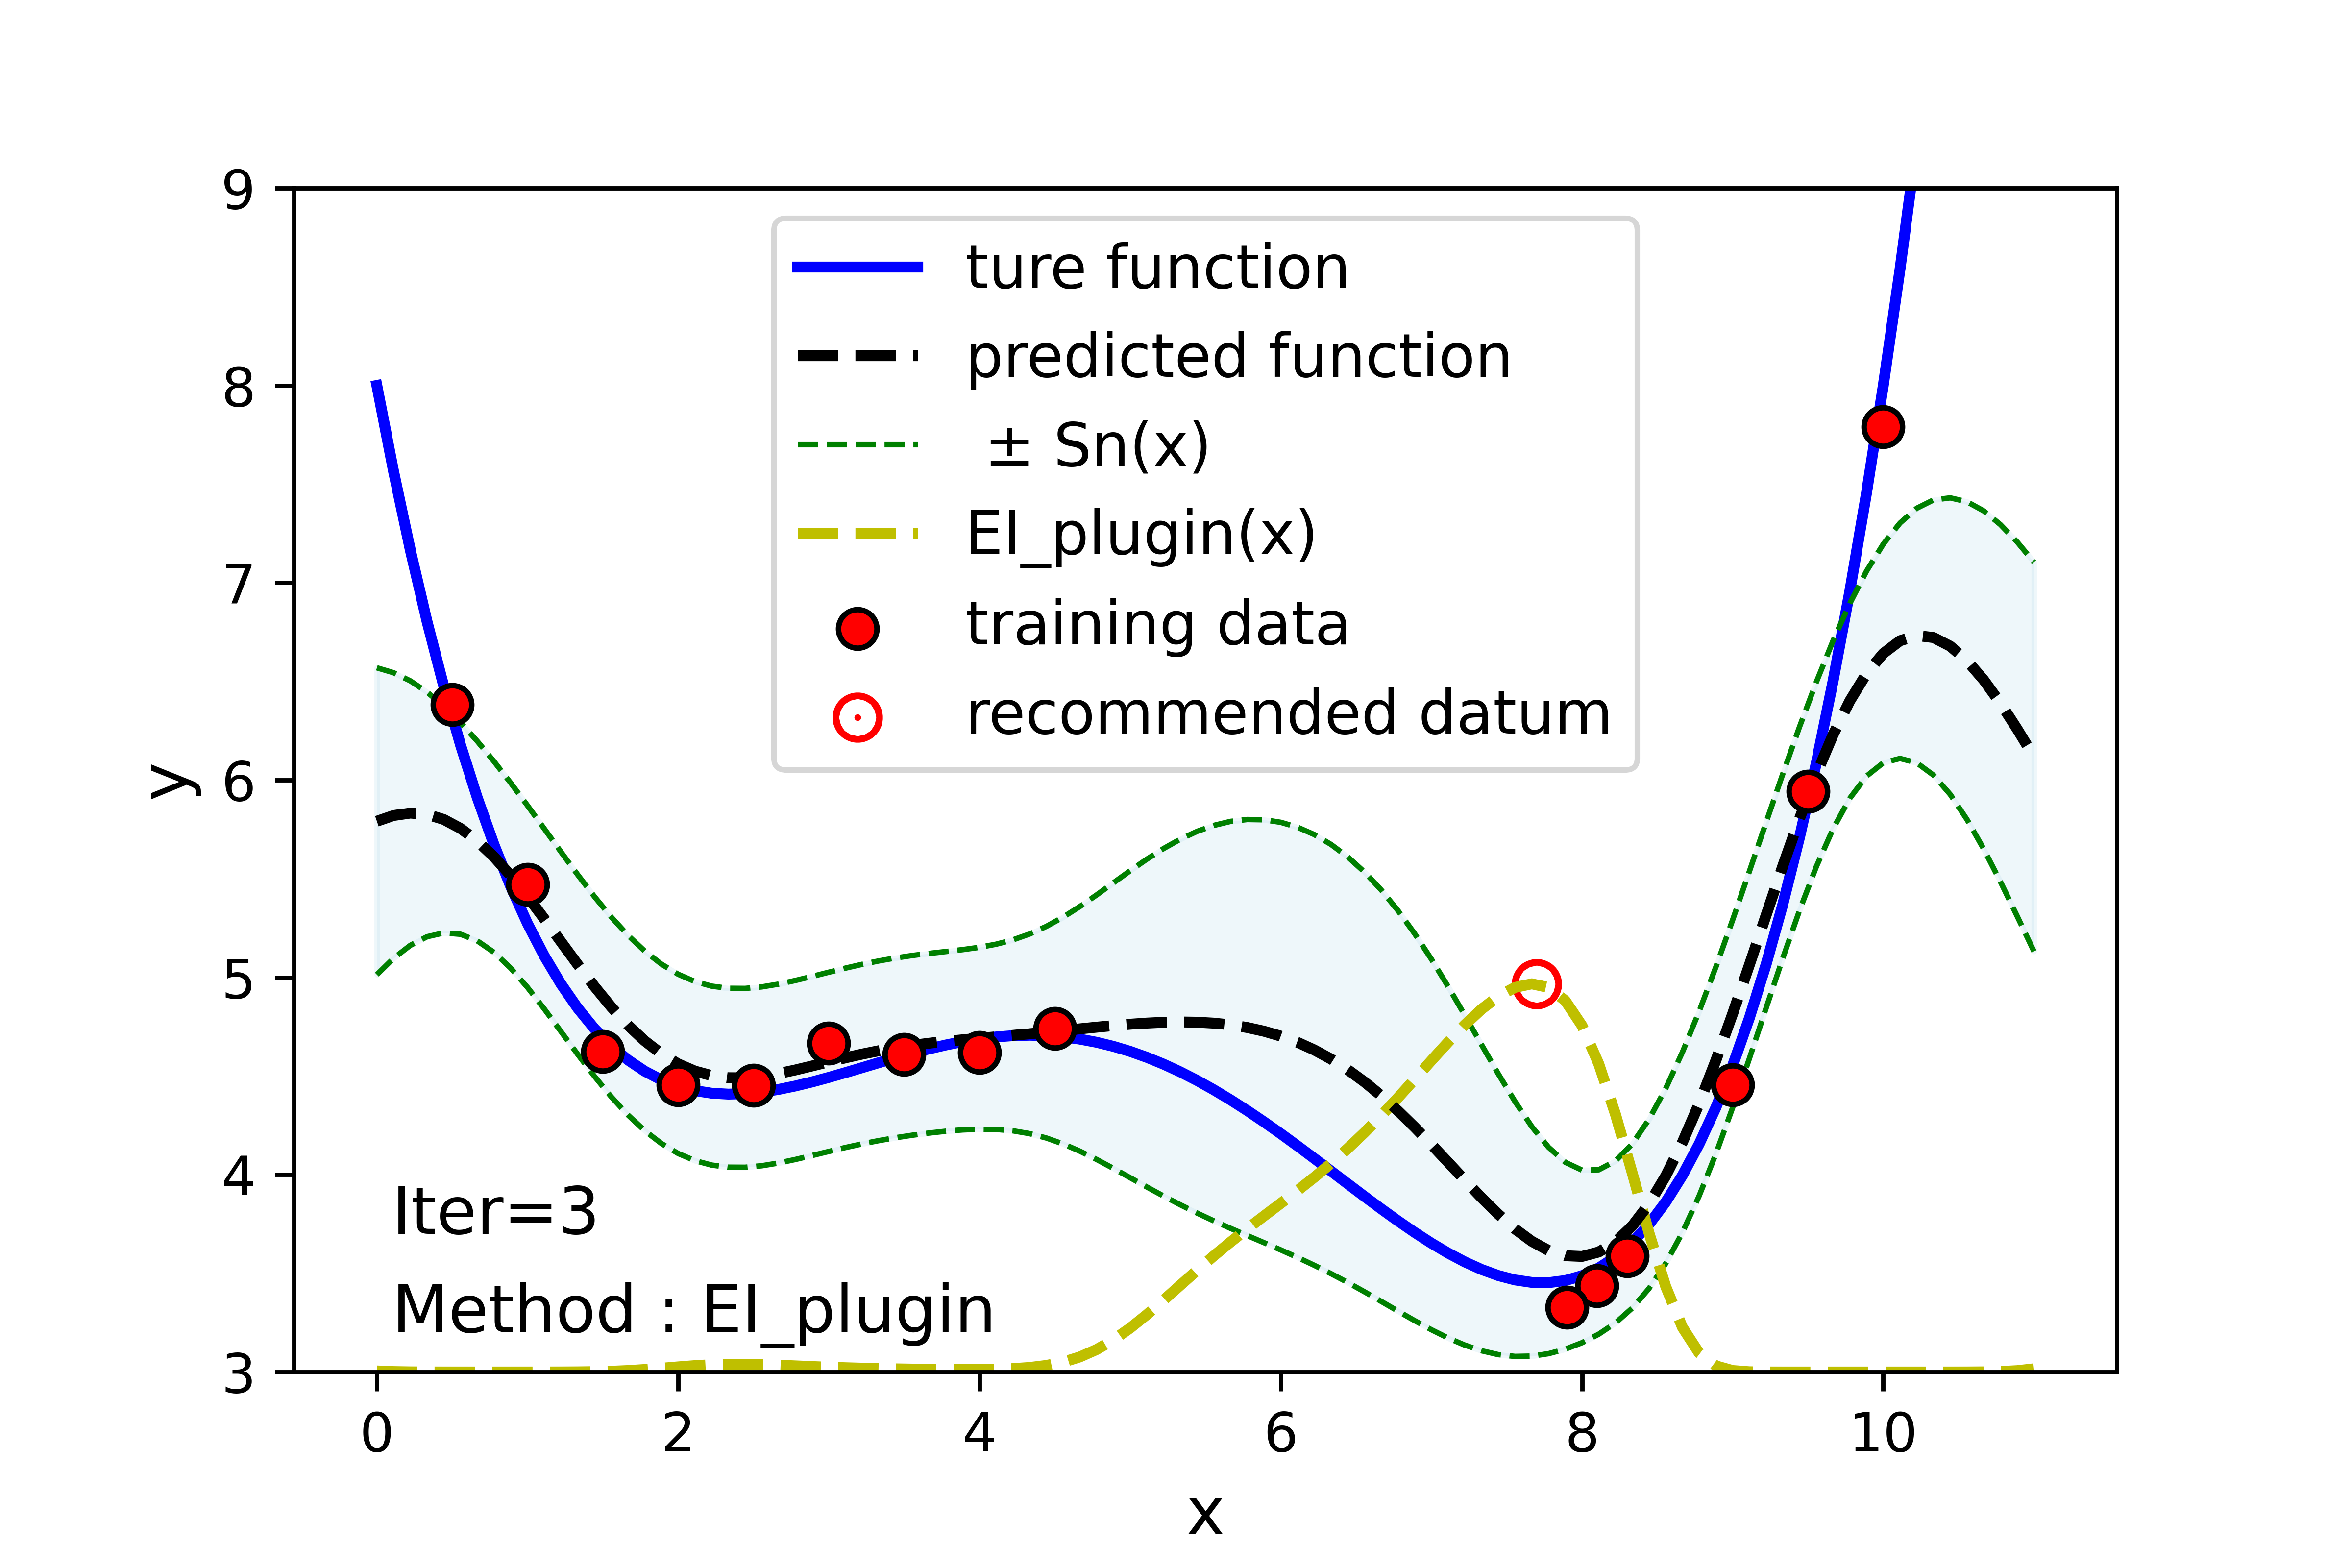 9
8
7
6
5
4
3
y
ture function
predicted function
± Sn(x)
EI_plugin(x)
training data
recommended datum
Iter=3
Method : EI_plugin
0 2 4 6 8 10
x